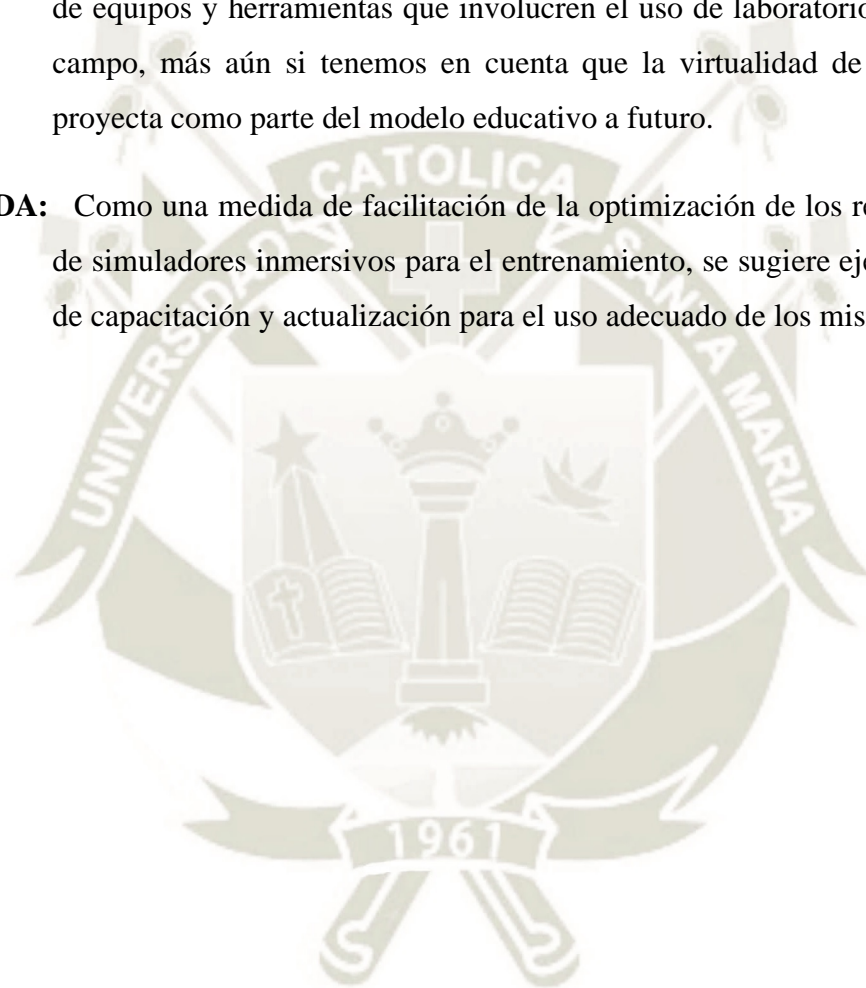 de equipos y herramientas que involucren el uso de laboratorio
campo, más aún si tenemos en cuenta que la virtualidad de
proyecta como parte del modelo educativo a futuro.
DA: Como una medida de facilitación de la optimización de los re
de simuladores inmersivos para el entrenamiento, se sugiere eje
de capacitación y actualización para el uso adecuado de los mis
UNIVERSIDAD CATOLICA SANTA MARIA
1961